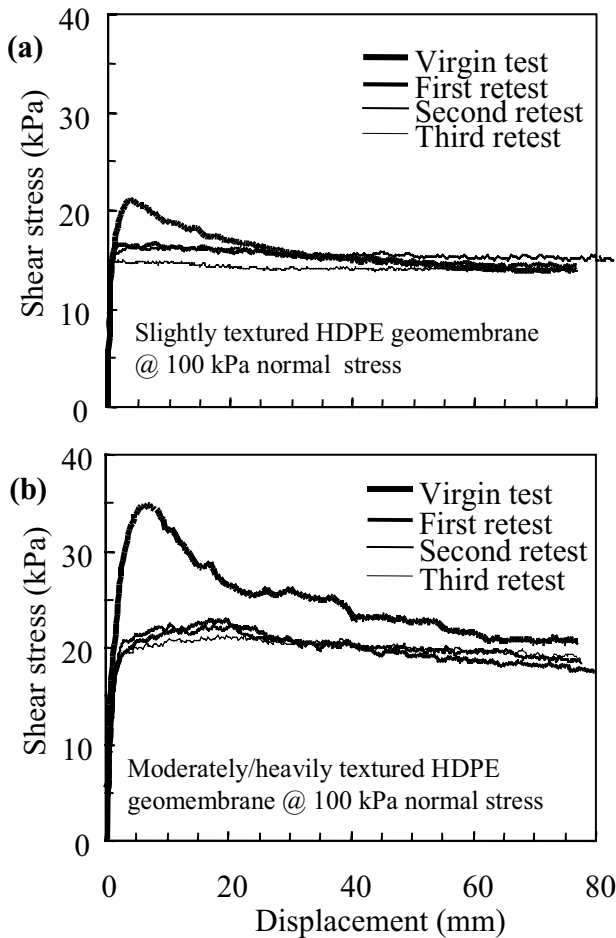 (a)
Shear stress (kPa)
40
30
20
10
0
Virgin test
First retest
Second retest
Third retest
Slightly textured HDPE geomembrane
@ 100 kPa normal stress
(b)
Shear stress (kPa)
40
30
20
10
0
Virgin test
First retest
Second retest
Third retest
Moderately/heavily textured HDPE
geomembrane @ 100 kPa normal stress
0 20 40 60 80
Displacement (mm)